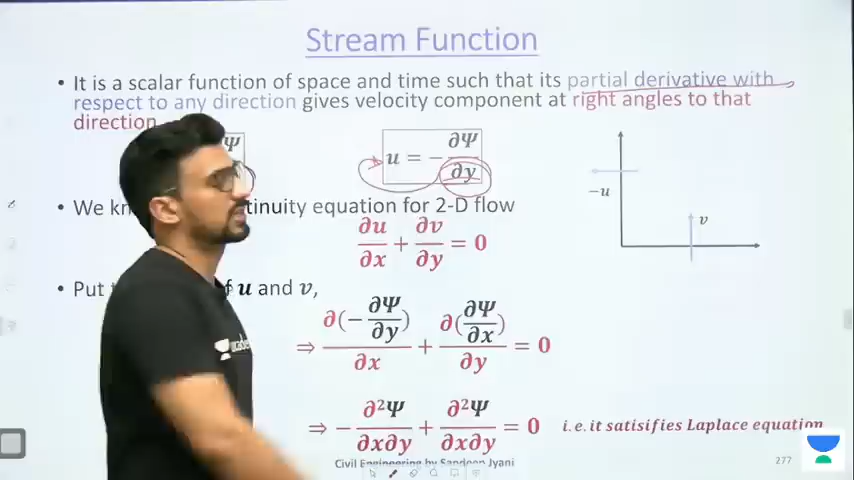 Stream Function
• It is a scalar function of space and time such that its partial derivative with
respect to any direction gives velocity component at right angles to that
direction
Ψ
u = −∂Ψ/∂y
−u
v
• We kn tinuity equation for 2-D flow
∂u/∂x + ∂v/∂y = 0
• Put f u and v,
⇒ ∂(−∂Ψ/∂y)/∂x + ∂(∂Ψ/∂x)/∂y = 0
⇒ −∂²Ψ/∂x∂y + ∂²Ψ/∂x∂y = 0 i.e. it satisifies Laplace equation
Civil Engineering by Sandeep Jyani
277